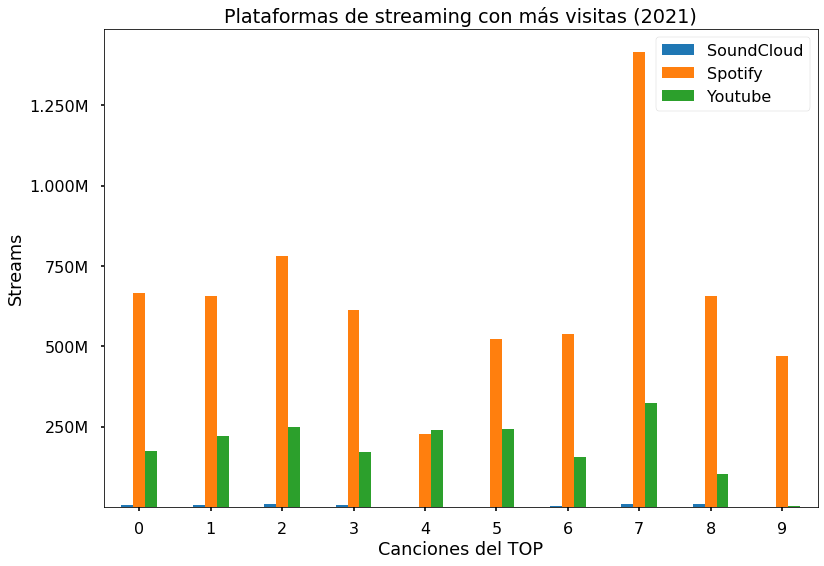 Plataformas de streaming con más visitas (2021)
SoundCloud
Spotify
Youtube
1.250M
1.000M
750M
500M
250M
Streams
0 1 2 3 4 5 6 7 8 9
Canciones del TOP